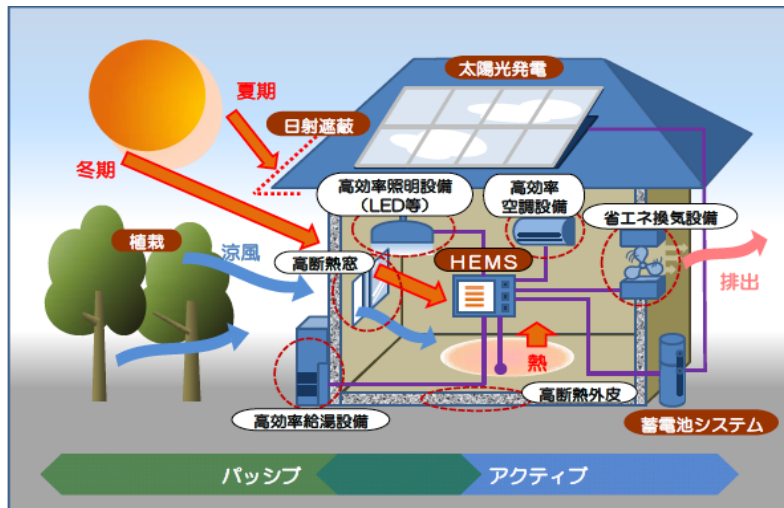 太陽光発電
夏期
日射遮蔽
冬期
高効率照明設備
(LED等)
高効率
空調設備
省エネ換気設備
植栽
涼風
高断熱窓
HEMS
排出
熱
高断熱外皮
高効率給湯設備
蓄電池システム
パッシブ
アクティブ